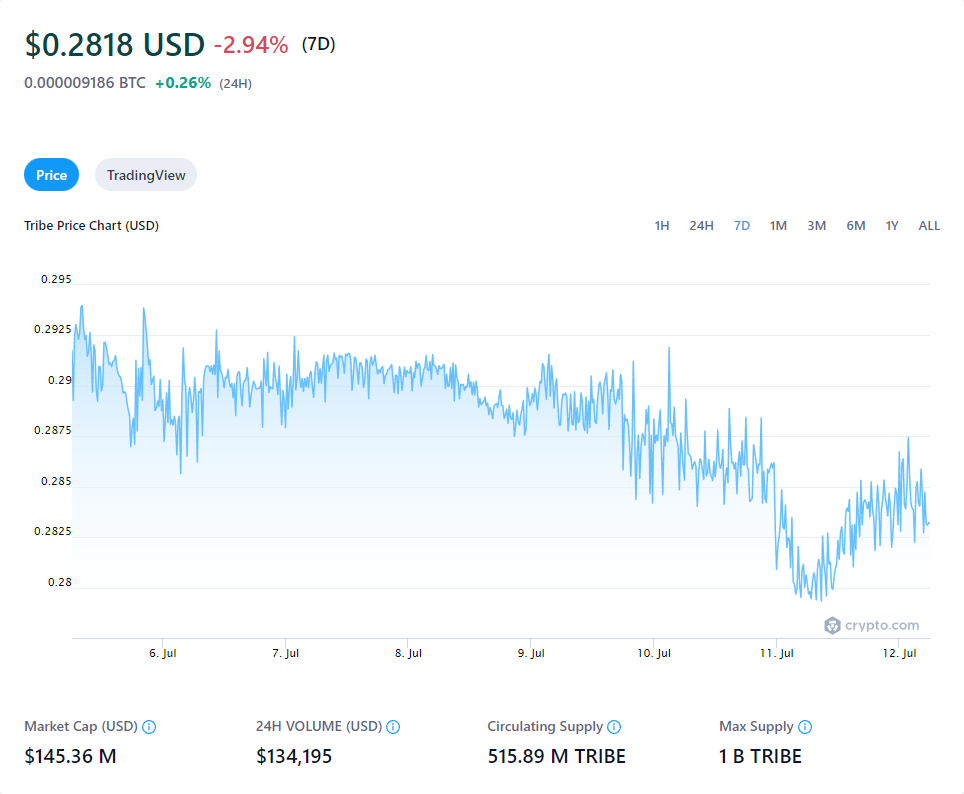 $0.2818 USD -2.94% (7D)
0.000009186 BTC +0.26% (24H)
Price TradingView
Tribe Price Chart (USD) 1H 24H 7D 1M 3M 6M 1Y ALL
0.295
0.2925
0.29
0.2875
0.285
0.2825
0.28
crypto.com
6. Jul 7. Jul 8. Jul 9. Jul 10. Jul 11. Jul 12. Jul
Market Cap (USD) 24H VOLUME (USD) Circulating Supply Max Supply
$145.36 M $134,195 515.89 M TRIBE 1 B TRIBE